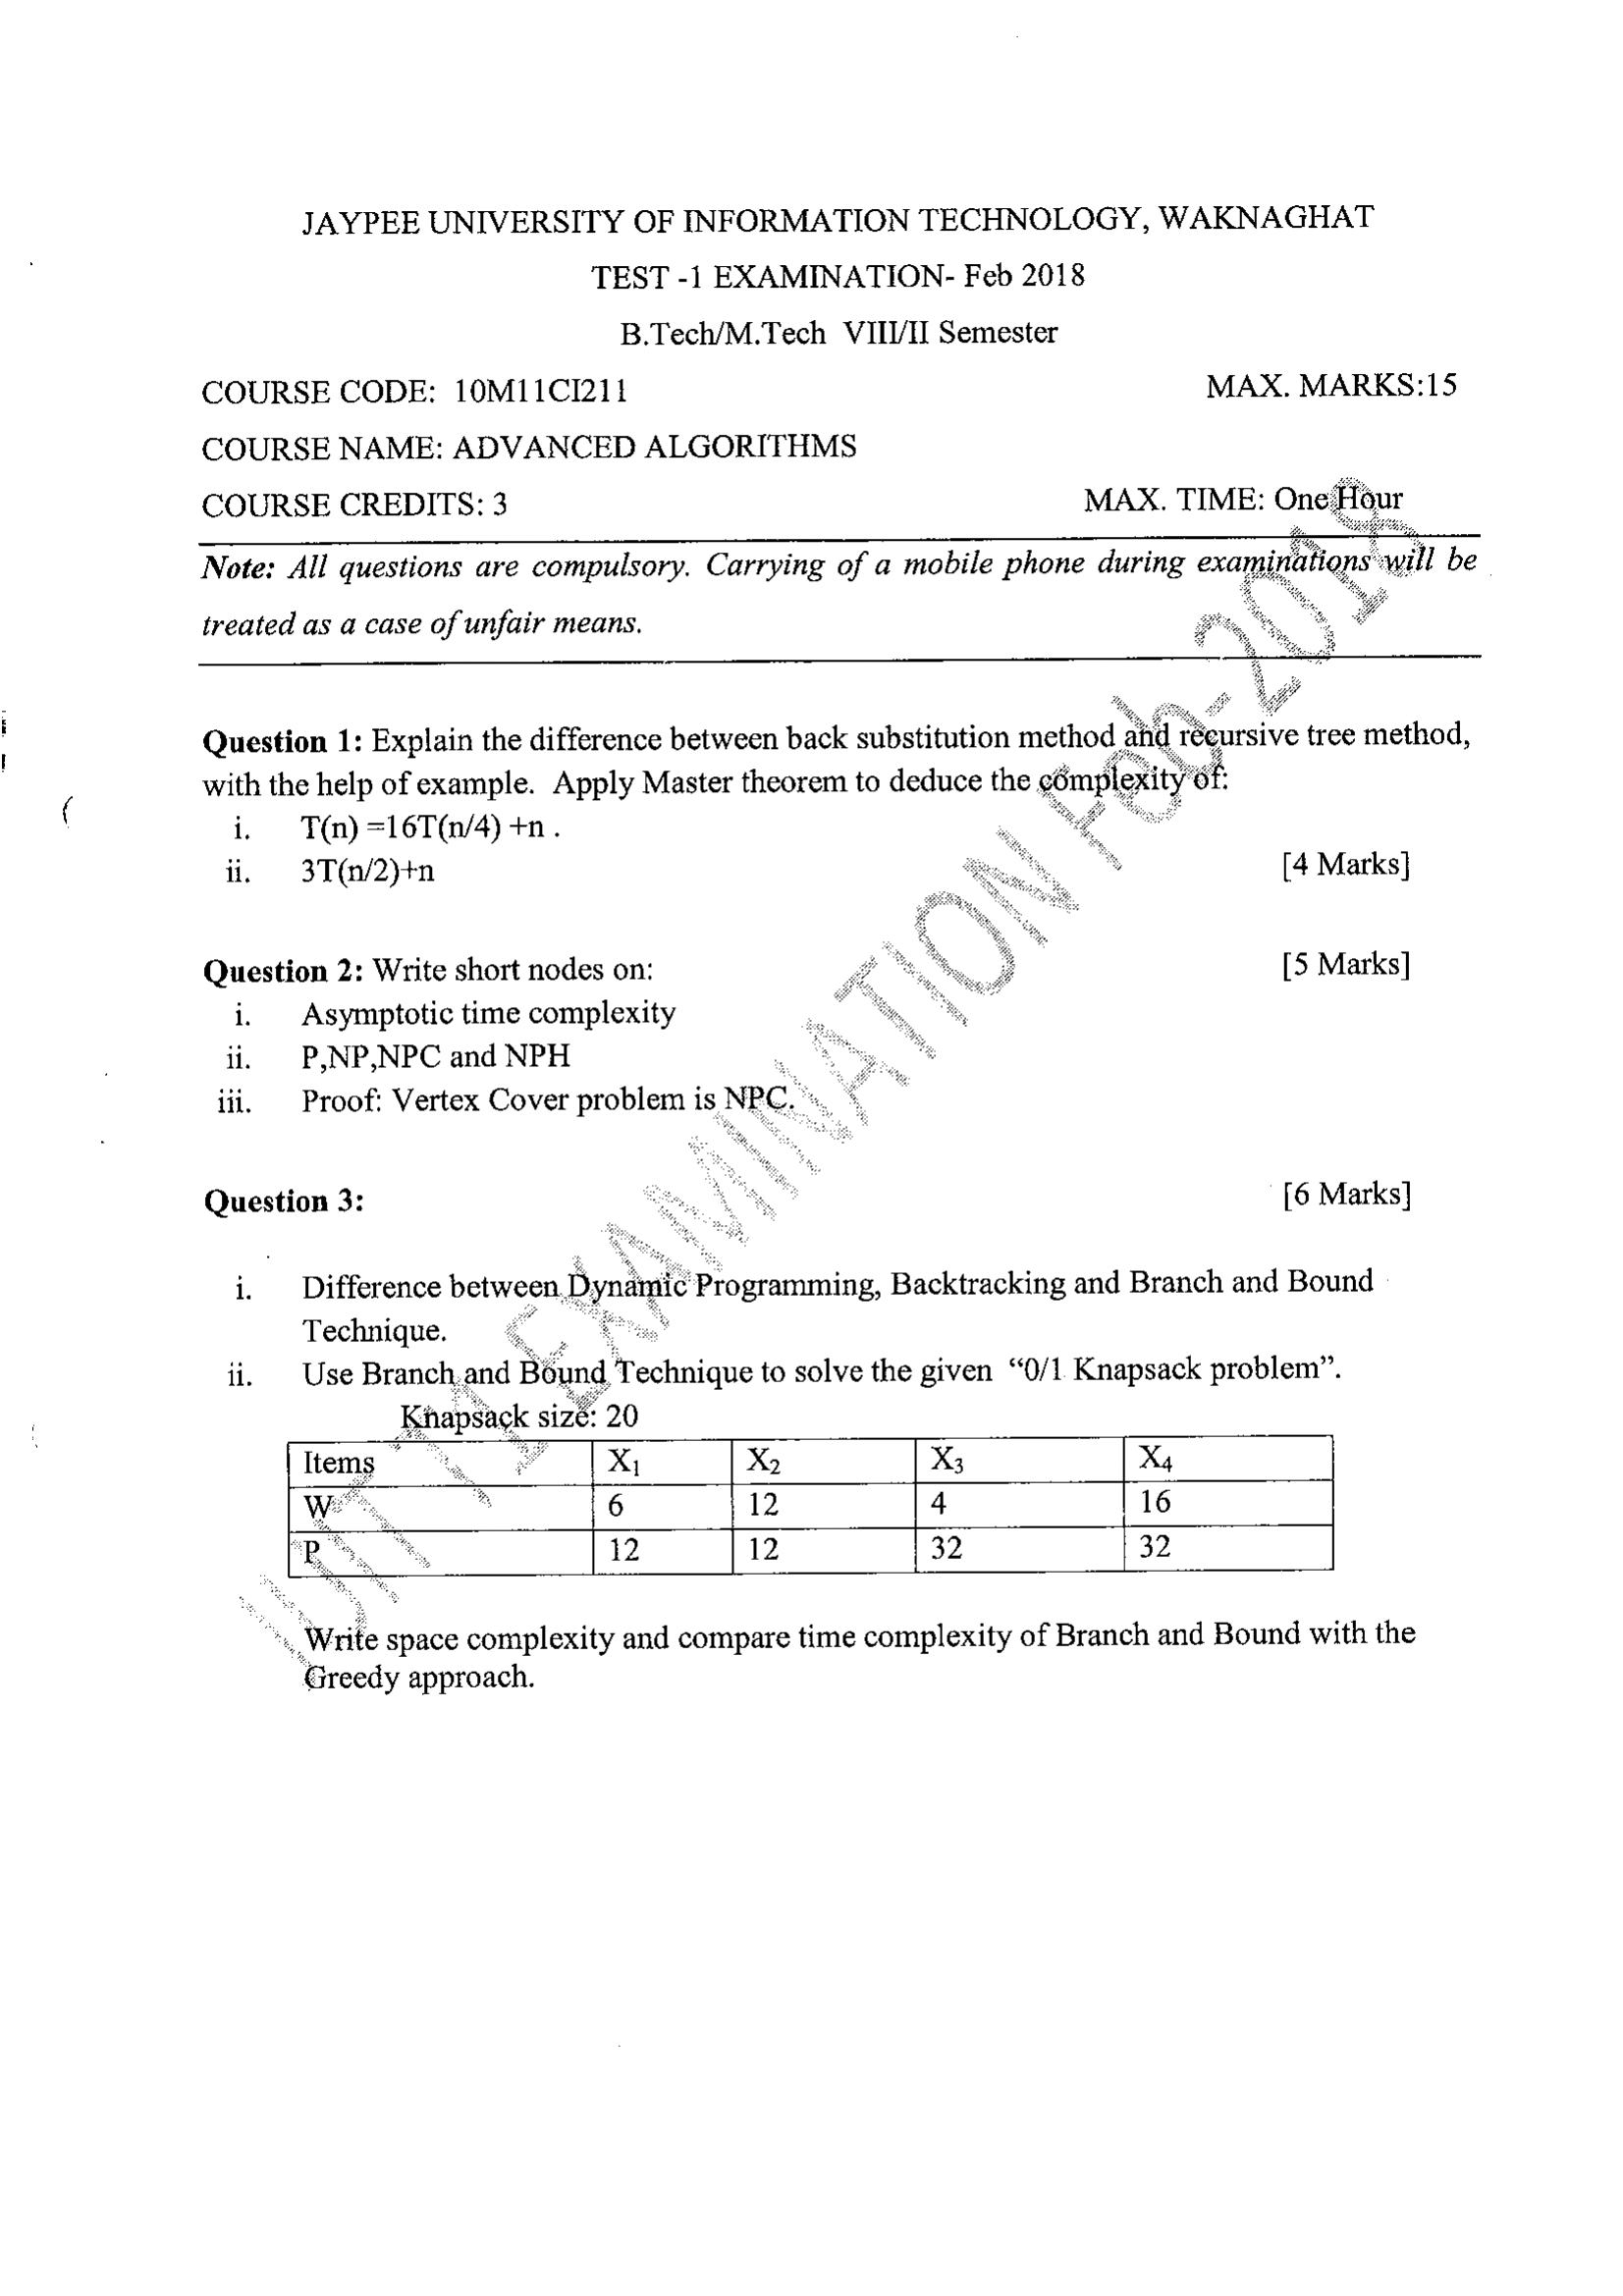 JAYPEE UNIVERSITY OF INFORMATION TECHNOLOGY, WAKNAGHAT
TEST -1 EXAMINATION- Feb 2018
B.Tech/M.Tech VIII/II Semester
COURSE CODE: 10M11CI211 MAX. MARKS:15
COURSE NAME: ADVANCED ALGORITHMS
COURSE CREDITS: 3 MAX. TIME: One Hour
Note: All questions are compulsory. Carrying of a mobile phone during examinations will be
treated as a case of unfair means.
Question 1: Explain the difference between back substitution method and recursive tree method,
with the help of example. Apply Master theorem to deduce the complexity of:
i. T(n) =16T(n/4) +n .
ii. 3T(n/2)+n [4 Marks]
Question 2: Write short nodes on: [5 Marks]
i. Asymptotic time complexity
ii. P,NP,NPC and NPH
iii. Proof: Vertex Cover problem is NPC.
Question 3: [6 Marks]
i. Difference between Dynamic Programming, Backtracking and Branch and Bound
Technique.
ii. Use Branch and Bound Technique to solve the given “0/1 Knapsack problem”.
Knapsack size: 20
Items X1 X2 X3 X4
W 6 12 4 16
P 12 12 32 32
Write space complexity and compare time complexity of Branch and Bound with the
Greedy approach.
JUIT T1 EXAMINATION Feb-2018